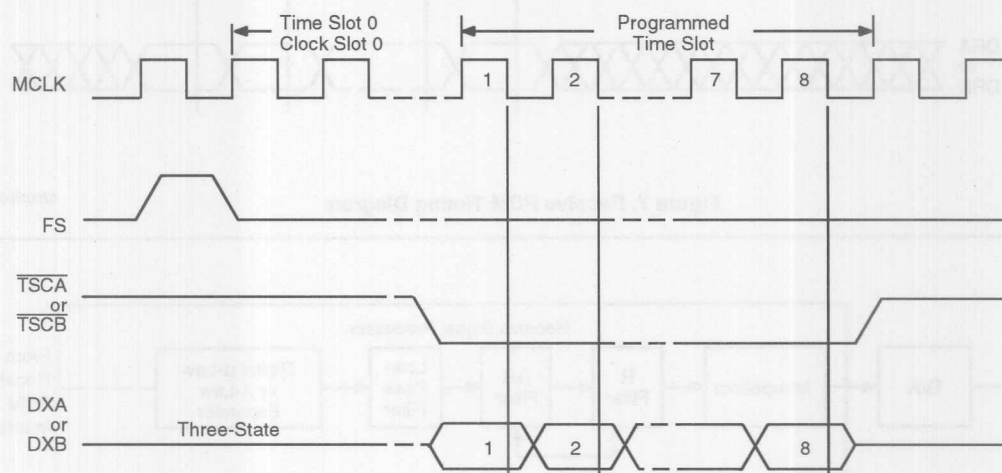 Time Slot 0
Clock Slot 0
Programmed
Time Slot
MCLK
1 2 7 8
FS
TSCA
or
TSCB
DXA
or
DXB
Three-State
1 2 8